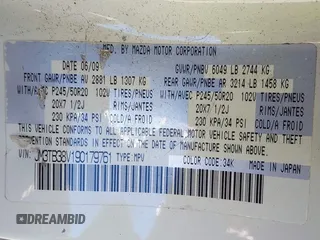 MFD. BY MAZDA MOTOR CORPORATION
DATE 06/09 GVWR/PNBV 6049 LB 2744 KG
FRONT GAWR/PNBE AV 2881 LB 1307 KG REAR GAWR/PNBE AR 3214 LB 1458 KG
WITH/AVEC P245/50R20 102V TIRES/PNEUS WITH/AVEC P245/50R20 102V TIRES/PNEUS
20X7 1/2J RIMS/JANTES 20X7 1/2J RIMS/JANTES
230 KPA/34 PSI COLD/A FROID 230 KPA/34 PSI COLD/A FROID
THIS VEHICLE CONFORMS TO ALL APPLICABLE FEDERAL MOTOR VEHICLE SAFETY AND THEFT
PREVENTION STANDARDS IN EFFECT ON THE DATE OF MANUFACTURE SHOWN ABOVE.
VIN: JM3TB38V190179761 TYPE MPV COLOR CODE 34K MADE IN JAPAN
DREAMBID